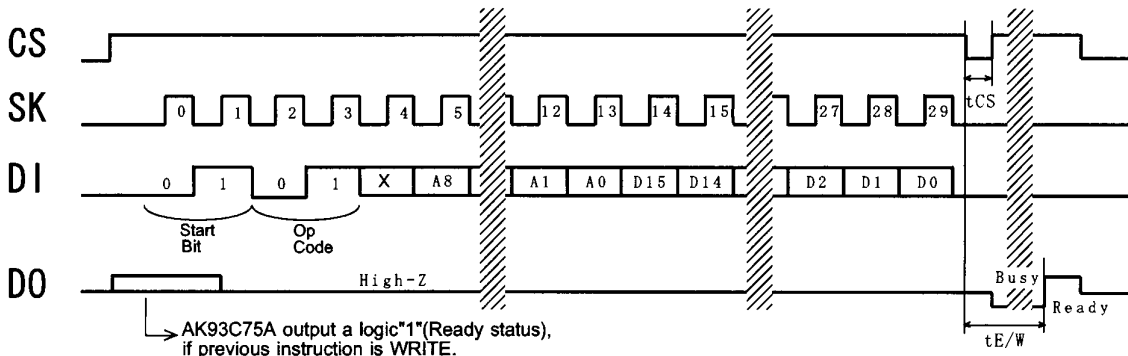 CS
tCS
SK 0 1 2 3 4 5 12 13 14 15 27 28 29
DI 0 1 0 1 X A8 A1 A0 D15 D14 D2 D1 D0
Start
Bit
Op
Code
DO High-Z Busy
Ready
tE/W
AK93C75A output a logic"1"(Ready status),
if previous instruction is WRITE.